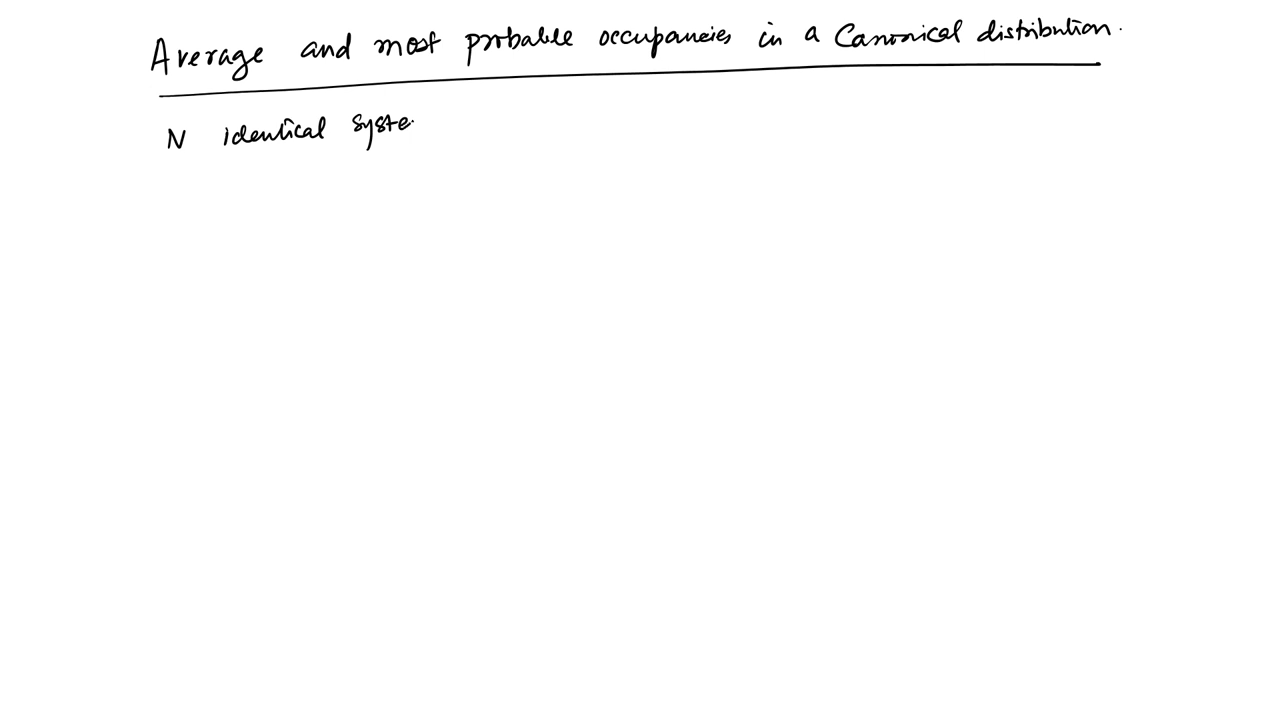 Average and most probable occupancies in a Canonical distribution.
N identical syste